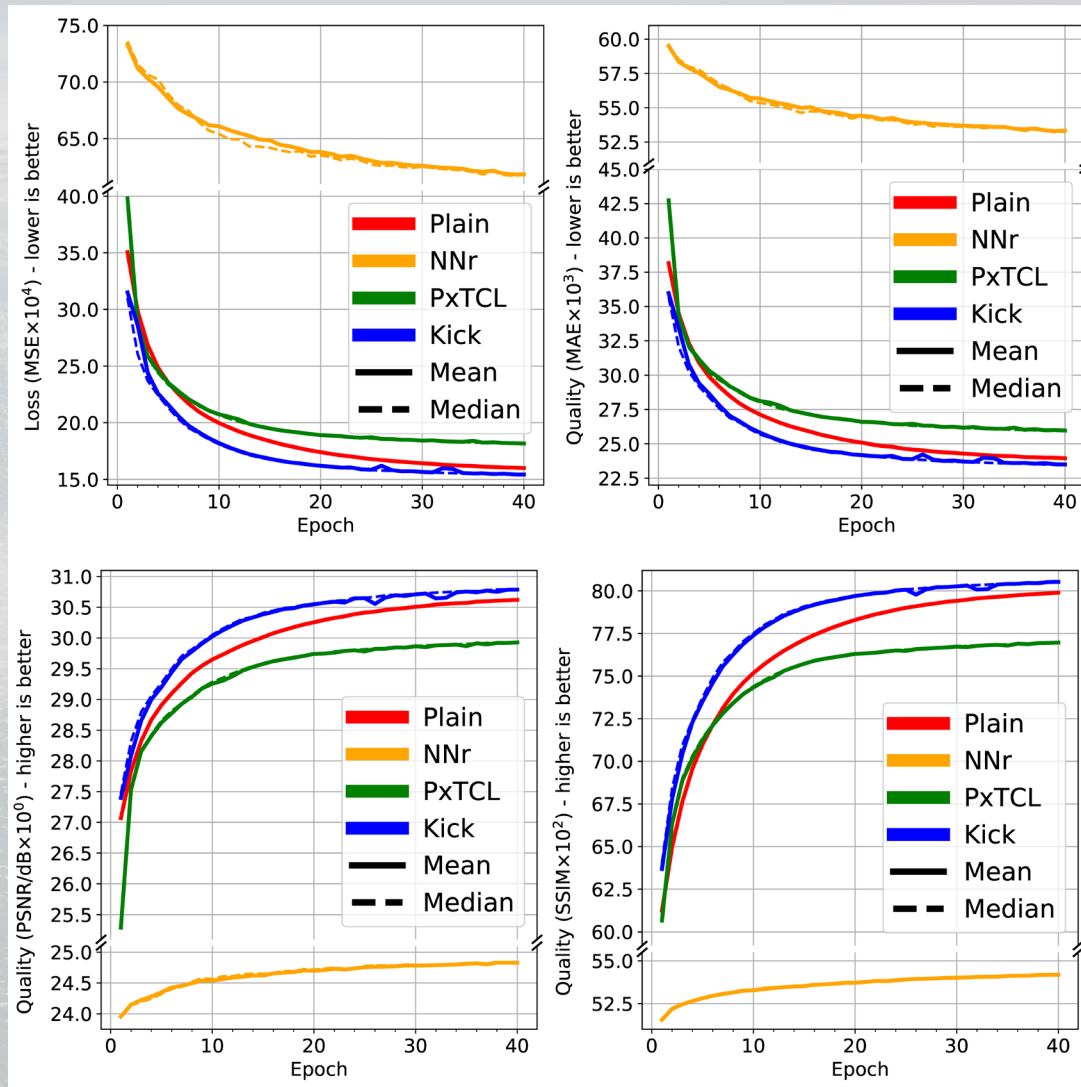 Loss (MSE×10⁴) - lower is better
75.0
70.0
65.0
40.0
35.0
30.0
25.0
20.0
15.0
Plain
NNr
PxTCL
Kick
Mean
Median
0
10
20
30
40
Epoch
Quality (MAE×10³) - lower is better
60.0
57.5
55.0
52.5
45.0
42.5
40.0
37.5
35.0
32.5
30.0
27.5
25.0
22.5
Plain
NNr
PxTCL
Kick
Mean
Median
0
10
20
30
40
Epoch
Quality (PSNR/dB×10⁰) - higher is better
31.0
30.5
30.0
29.5
29.0
28.5
28.0
27.5
27.0
26.5
26.0
25.5
25.0
24.5
24.0
Plain
NNr
PxTCL
Kick
Mean
Median
0
10
20
30
40
Epoch
Quality (SSIM×10²) - higher is better
80.0
77.5
75.0
72.5
70.0
67.5
65.0
62.5
60.0
55.0
52.5
Plain
NNr
PxTCL
Kick
Mean
Median
0
10
20
30
40
Epoch